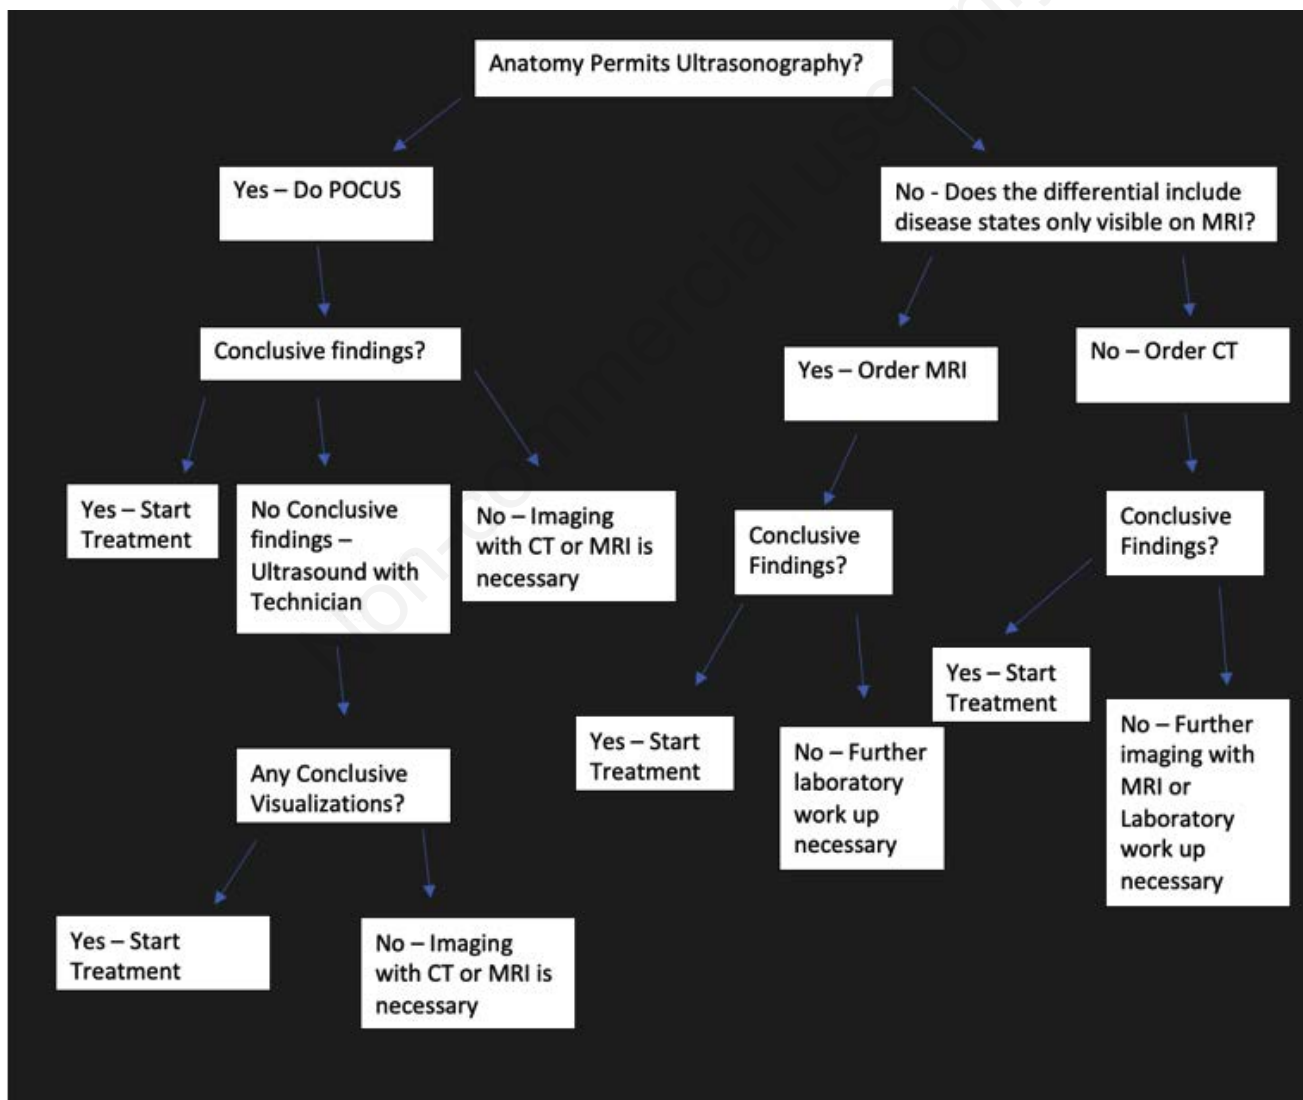 Anatomy Permits Ultrasonography?
Yes – Do POCUS
No - Does the differential include
disease states only visible on MRI?
Conclusive findings?
Yes – Order MRI
No – Order CT
Yes – Start
Treatment
No Conclusive
findings –
Ultrasound with
Technician
No – Imaging
with CT or MRI is
necessary
Conclusive
Findings?
Conclusive
Findings?
Yes – Start
Treatment
No – Further
laboratory
work up
necessary
Yes – Start
Treatment
No – Further
imaging with
MRI or
Laboratory
work up
necessary
Any Conclusive
Visualizations?
Yes – Start
Treatment
No – Imaging
with CT or MRI is
necessary
Non-commercial use only